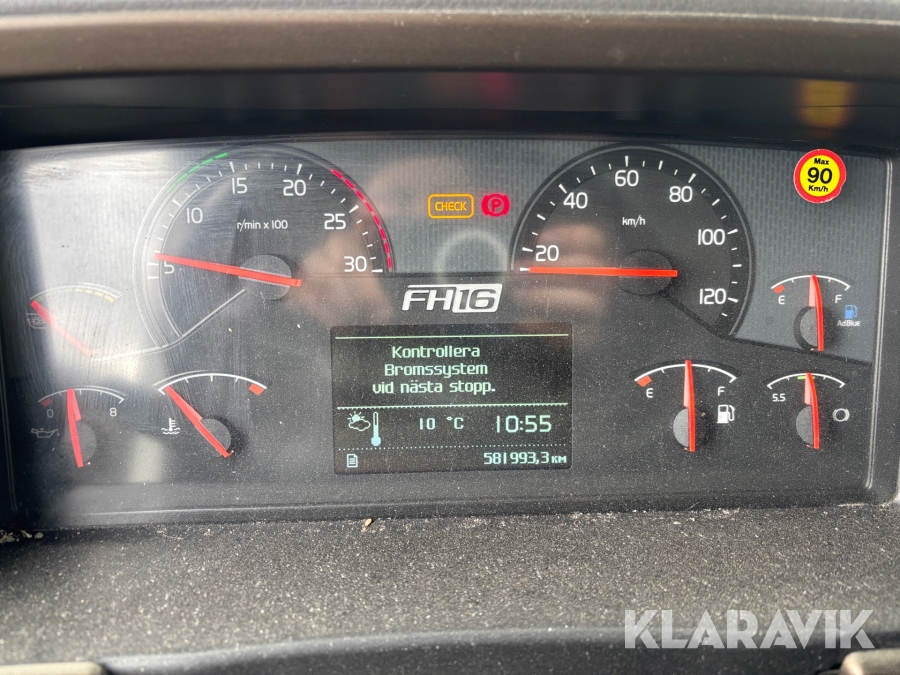 5 10 15 20 25 30
r/min x 100
CHECK
P
20 40 60 80 100 120
km/h
Max
90
Km/h
FH16
E F
AdBlue
0 8
Kontrollera
Bromssystem
vid nästa stopp.
10 °C 10:55
581993,3 KM
E F
5.5
KLARAVIK